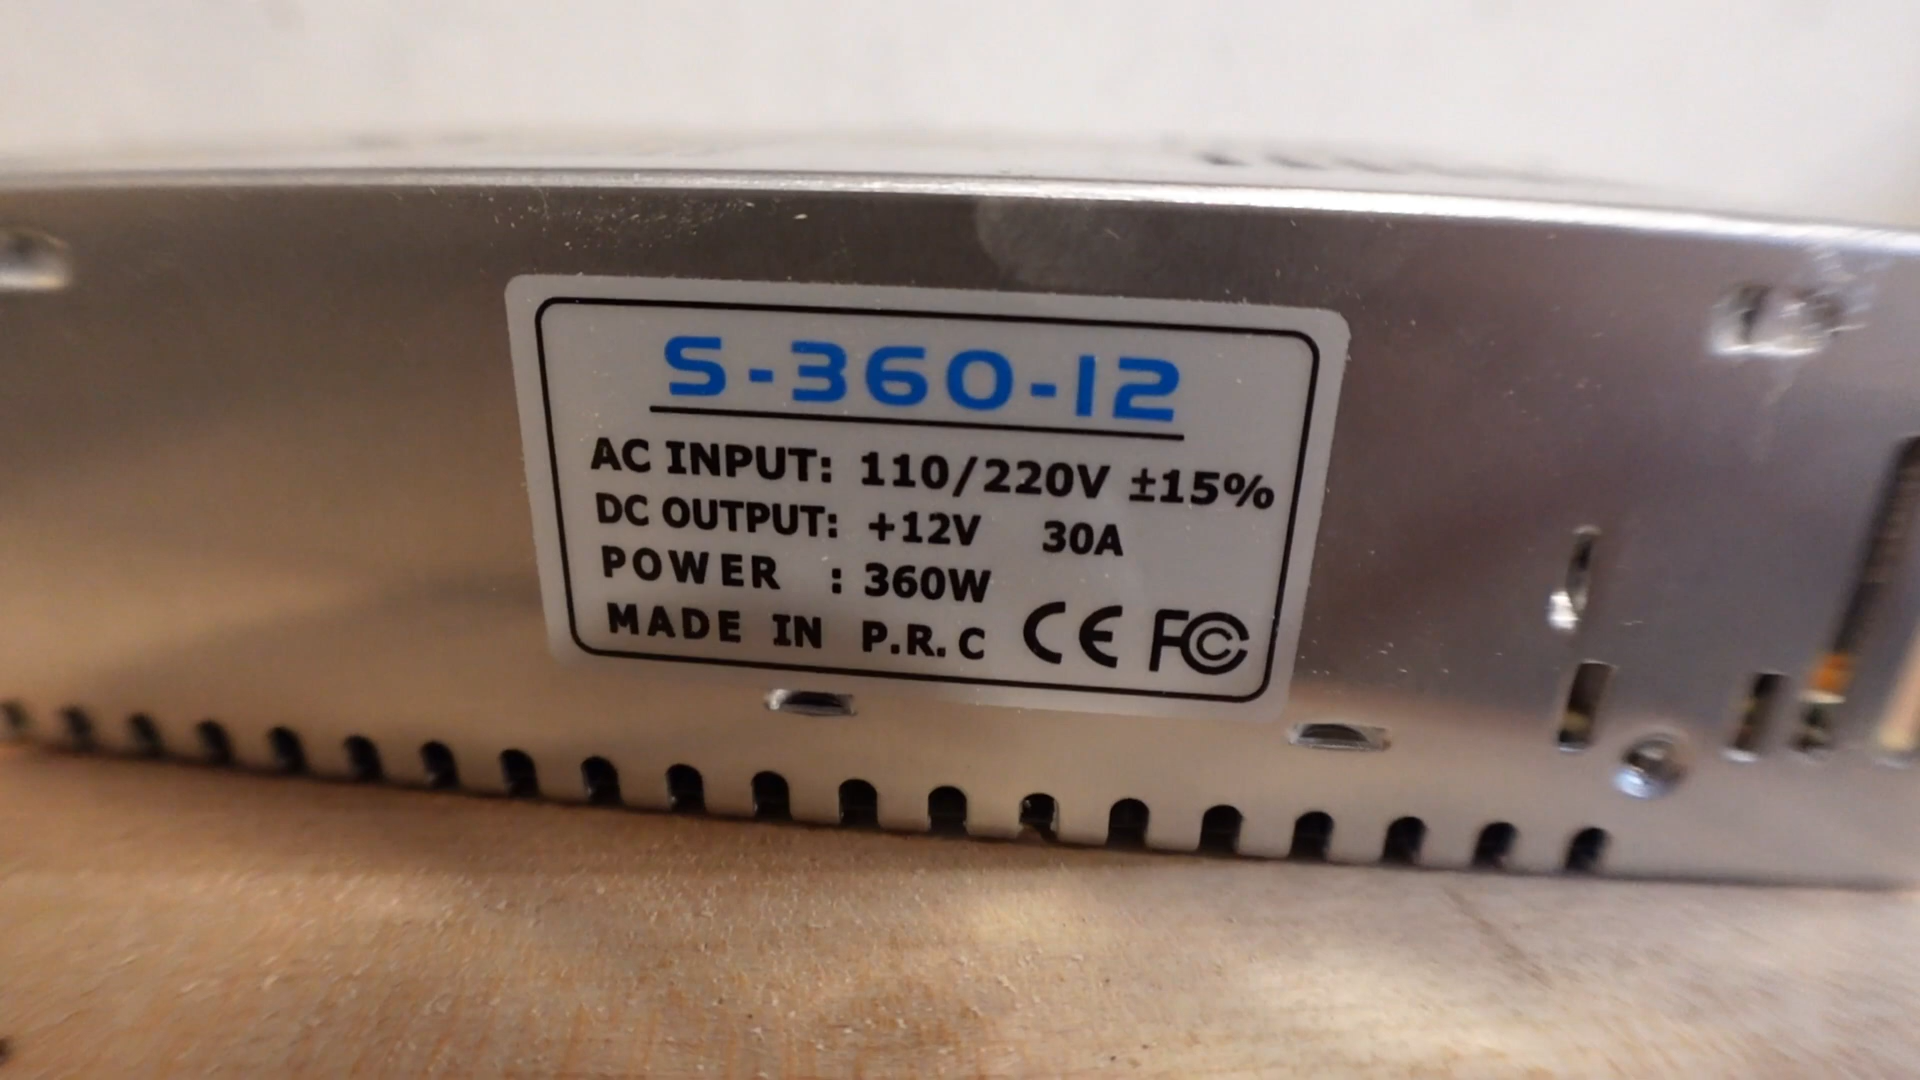 S-360-12
AC INPUT: 110/220V ±15%
DC OUTPUT: +12V 30A
POWER : 360W
MADE IN P.R.C CE FC